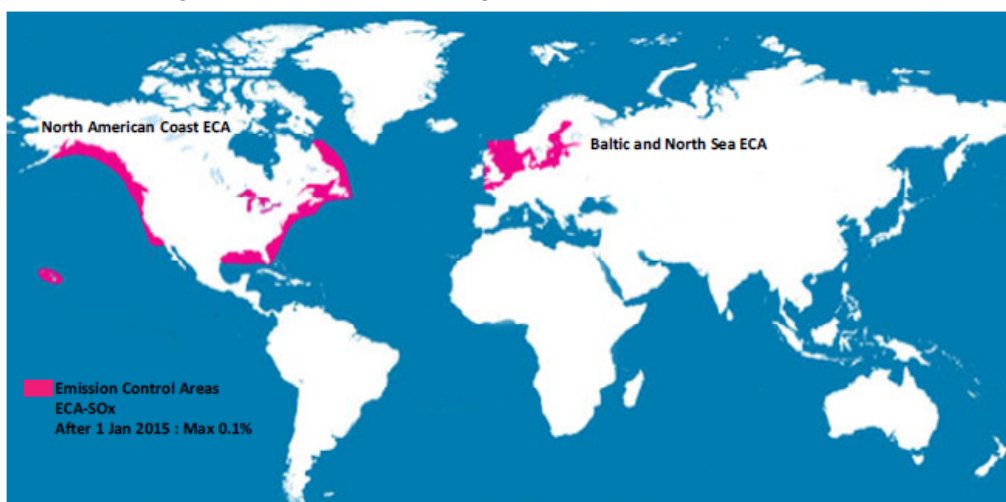 North American Coast ECA
Baltic and North Sea ECA
Emission Control Areas
ECA-SOx
After 1 Jan 2015 : Max 0.1%